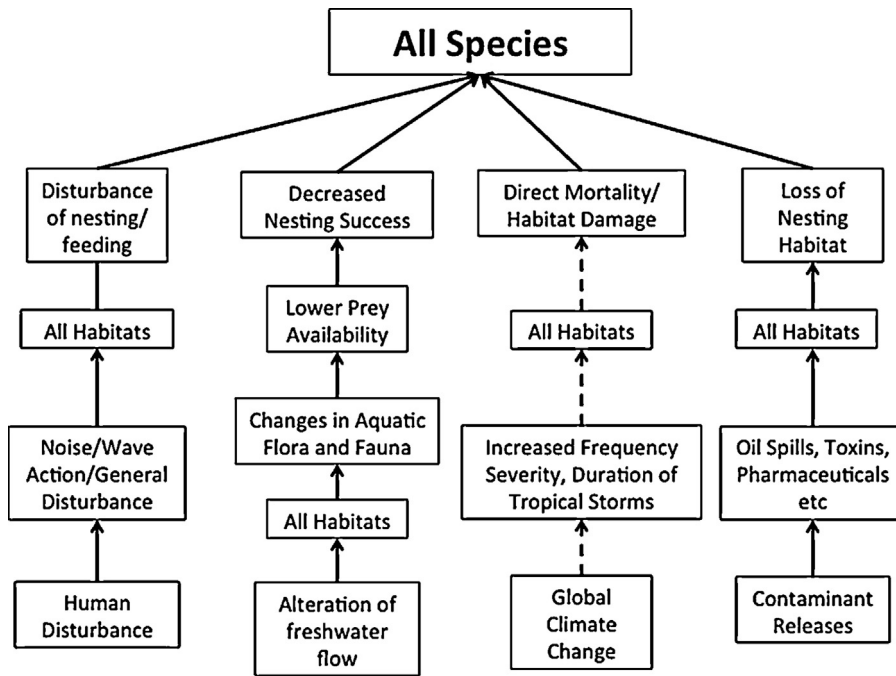 All Species
Disturbance
of nesting/
feeding
Decreased
Nesting Success
Direct Mortality/
Habitat Damage
Loss of
Nesting
Habitat
All Habitats
Lower Prey
Availability
All Habitats
All Habitats
Changes in Aquatic
Flora and Fauna
Noise/Wave
Action/General
Disturbance
Increased Frequency
Severity, Duration of
Tropical Storms
Oil Spills, Toxins,
Pharmaceuticals
etc
All Habitats
Human
Disturbance
Alteration of
freshwater
flow
Global
Climate
Change
Contaminant
Releases